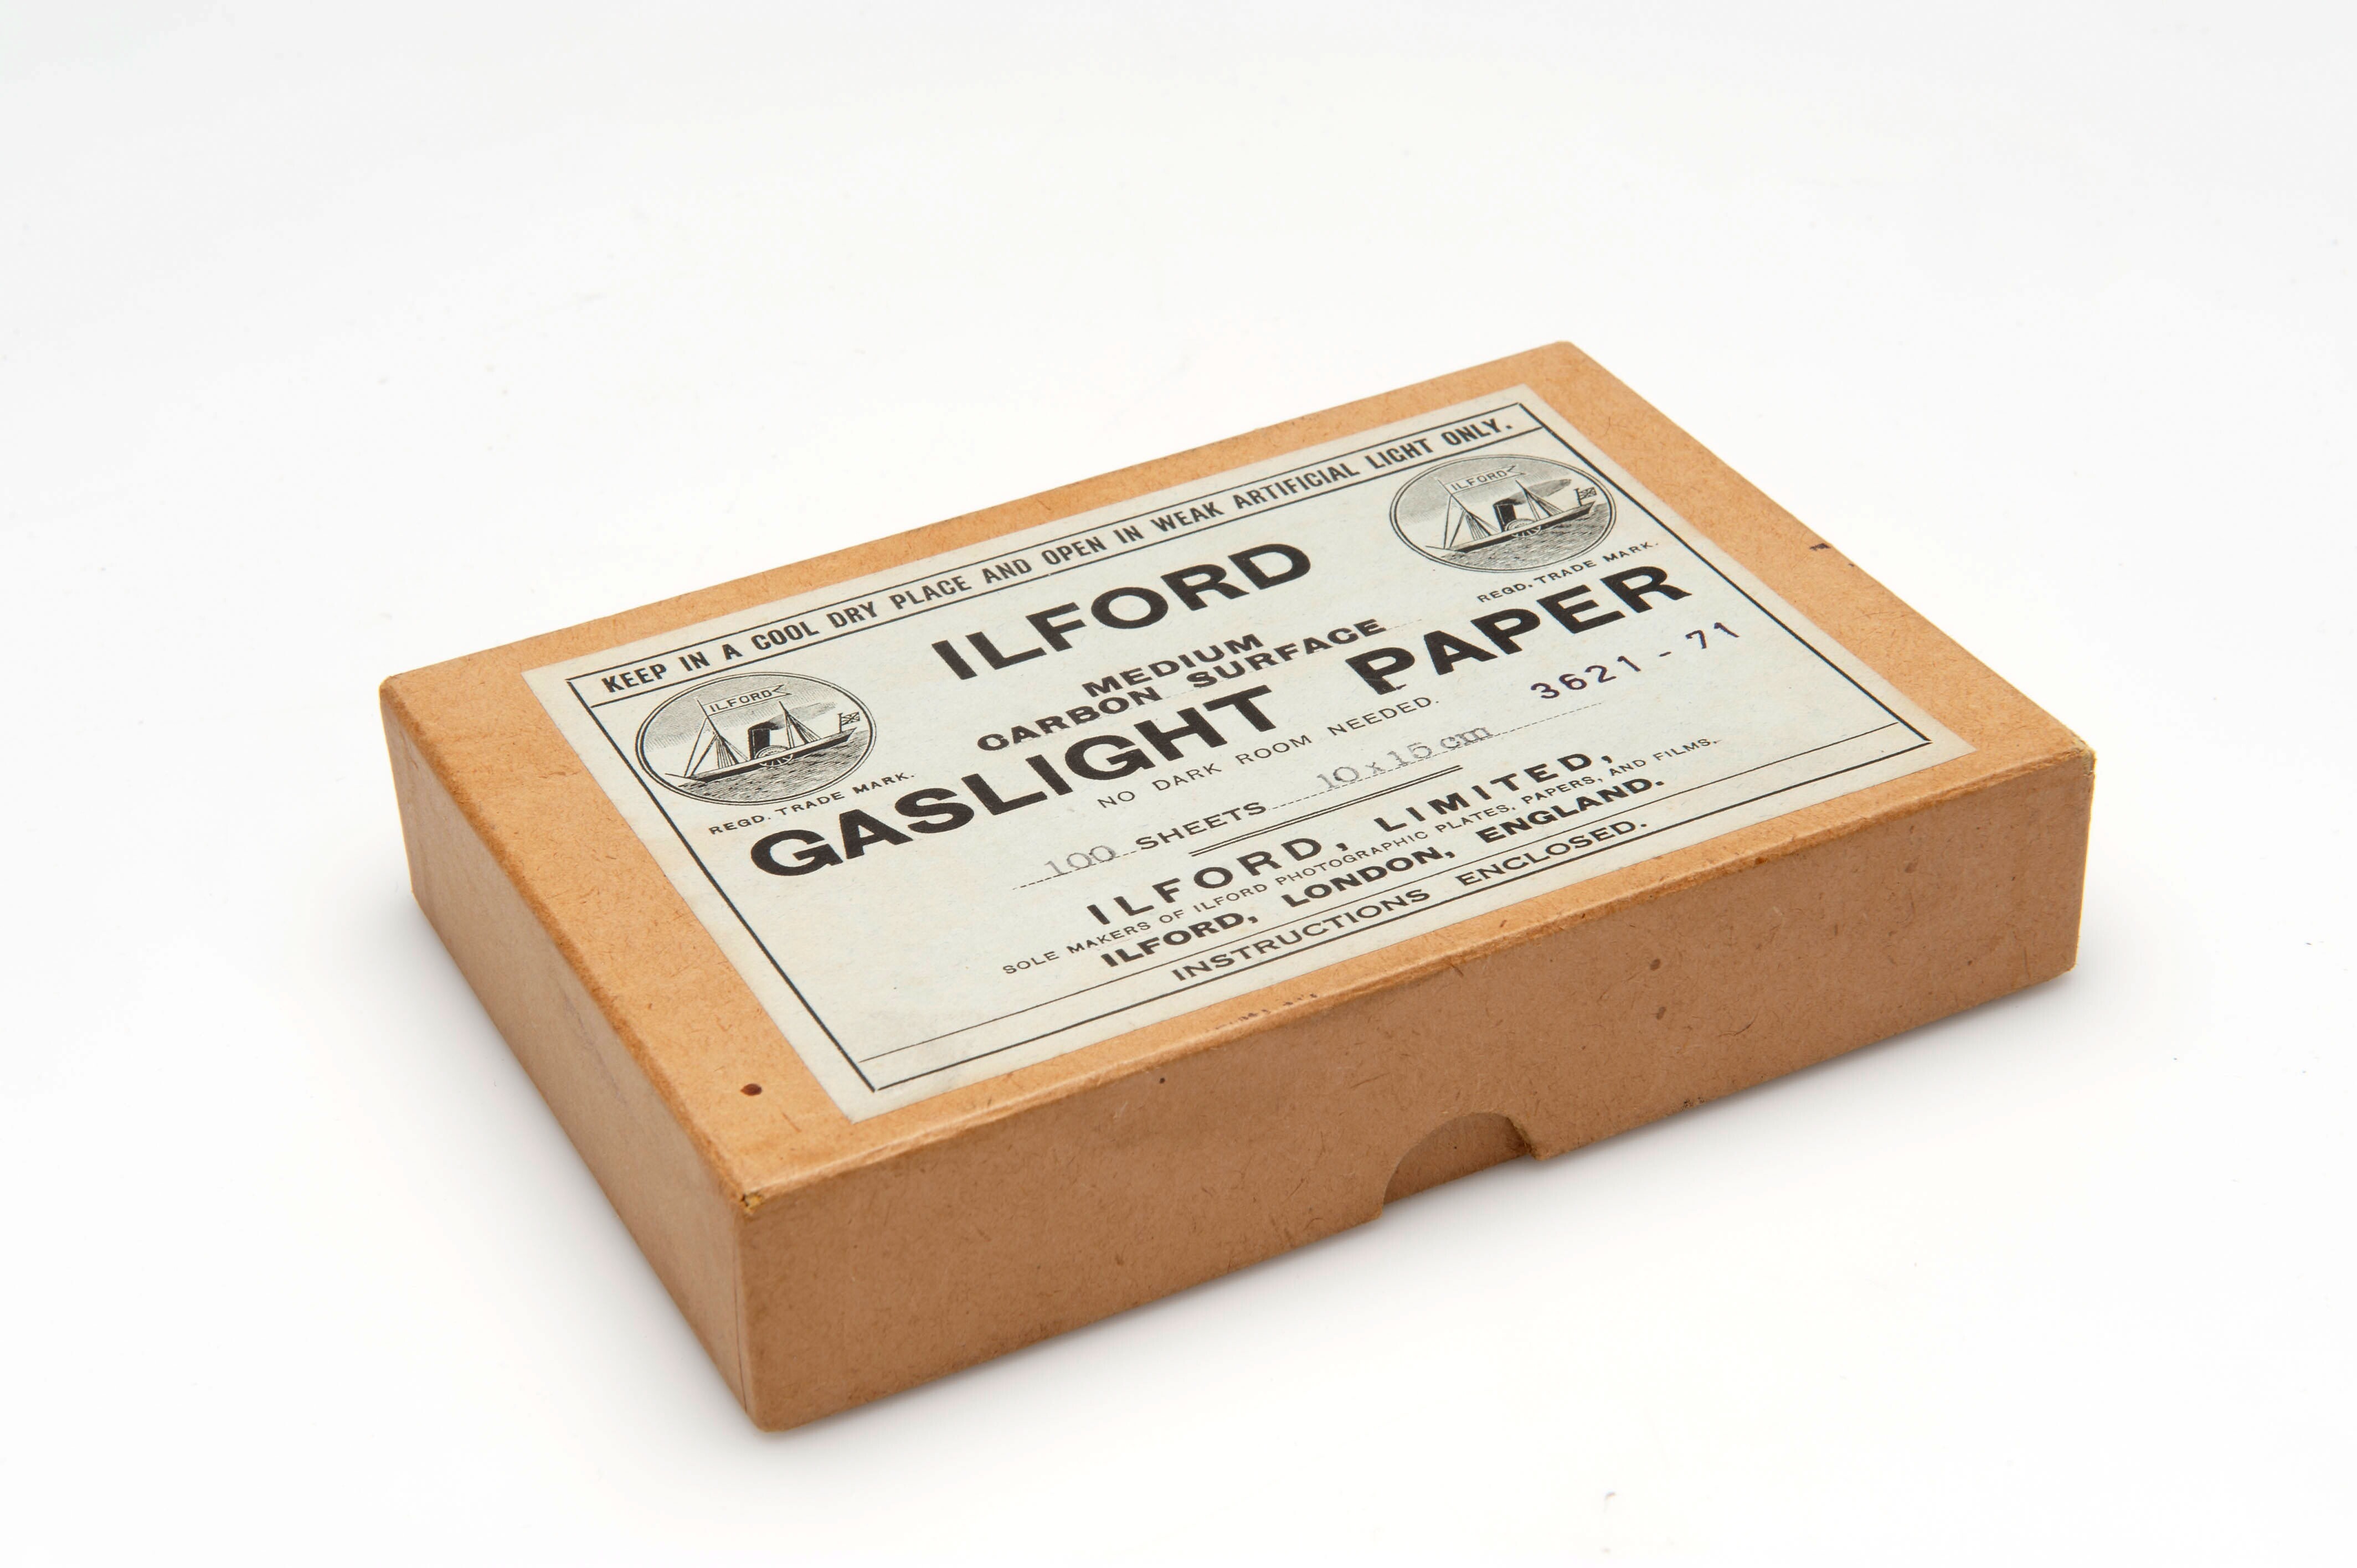 KEEP IN A COOL DRY PLACE AND OPEN IN WEAK ARTIFICIAL LIGHT ONLY.
ILFORD
REGD. TRADE MARK.
ILFORD
ILFORD
REGD. TRADE MARK.
MEDIUM
CARBON SURFACE
GASLIGHT PAPER
NO DARK ROOM NEEDED.
3621-71
100 SHEETS 10 x 15 cm
ILFORD, LIMITED,
SOLE MAKERS OF ILFORD PHOTOGRAPHIC PLATES, PAPERS, AND FILMS,
ILFORD, LONDON, ENGLAND.
INSTRUCTIONS ENCLOSED.